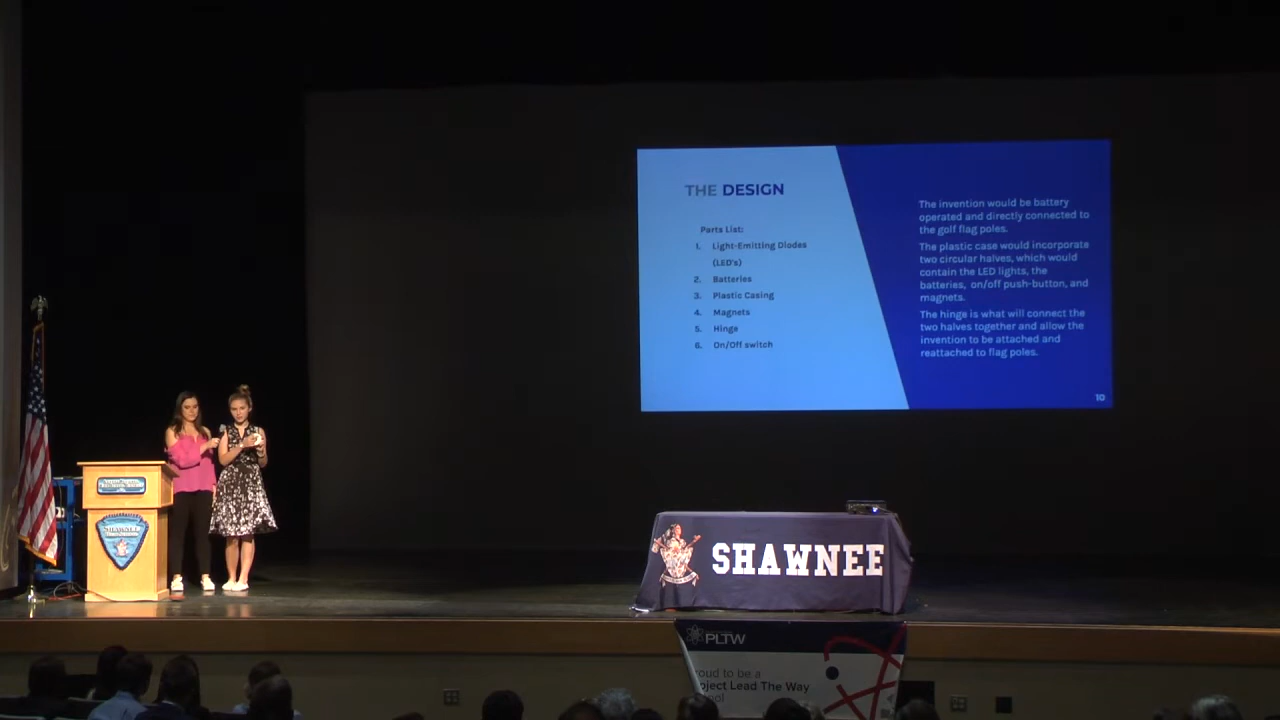 THE DESIGN
Parts List:
1. Light-Emitting Diodes
(LED's)
2. Batteries
3. Plastic Casing
4. Magnets
5. Hinge
6. On/Off switch
The invention would be battery
operated and directly connected to
the golf flag poles.
The plastic case would incorporate
two circular halves, which would
contain the LED lights, the
batteries, on/off push-button, and
magnets.
The hinge is what will connect the
two halves together and allow the
invention to be attached and
reattached to flag poles.
10
SHAWNEE
SHAWNEE
PLTW
roud to be a
oject Lead The Way
ool